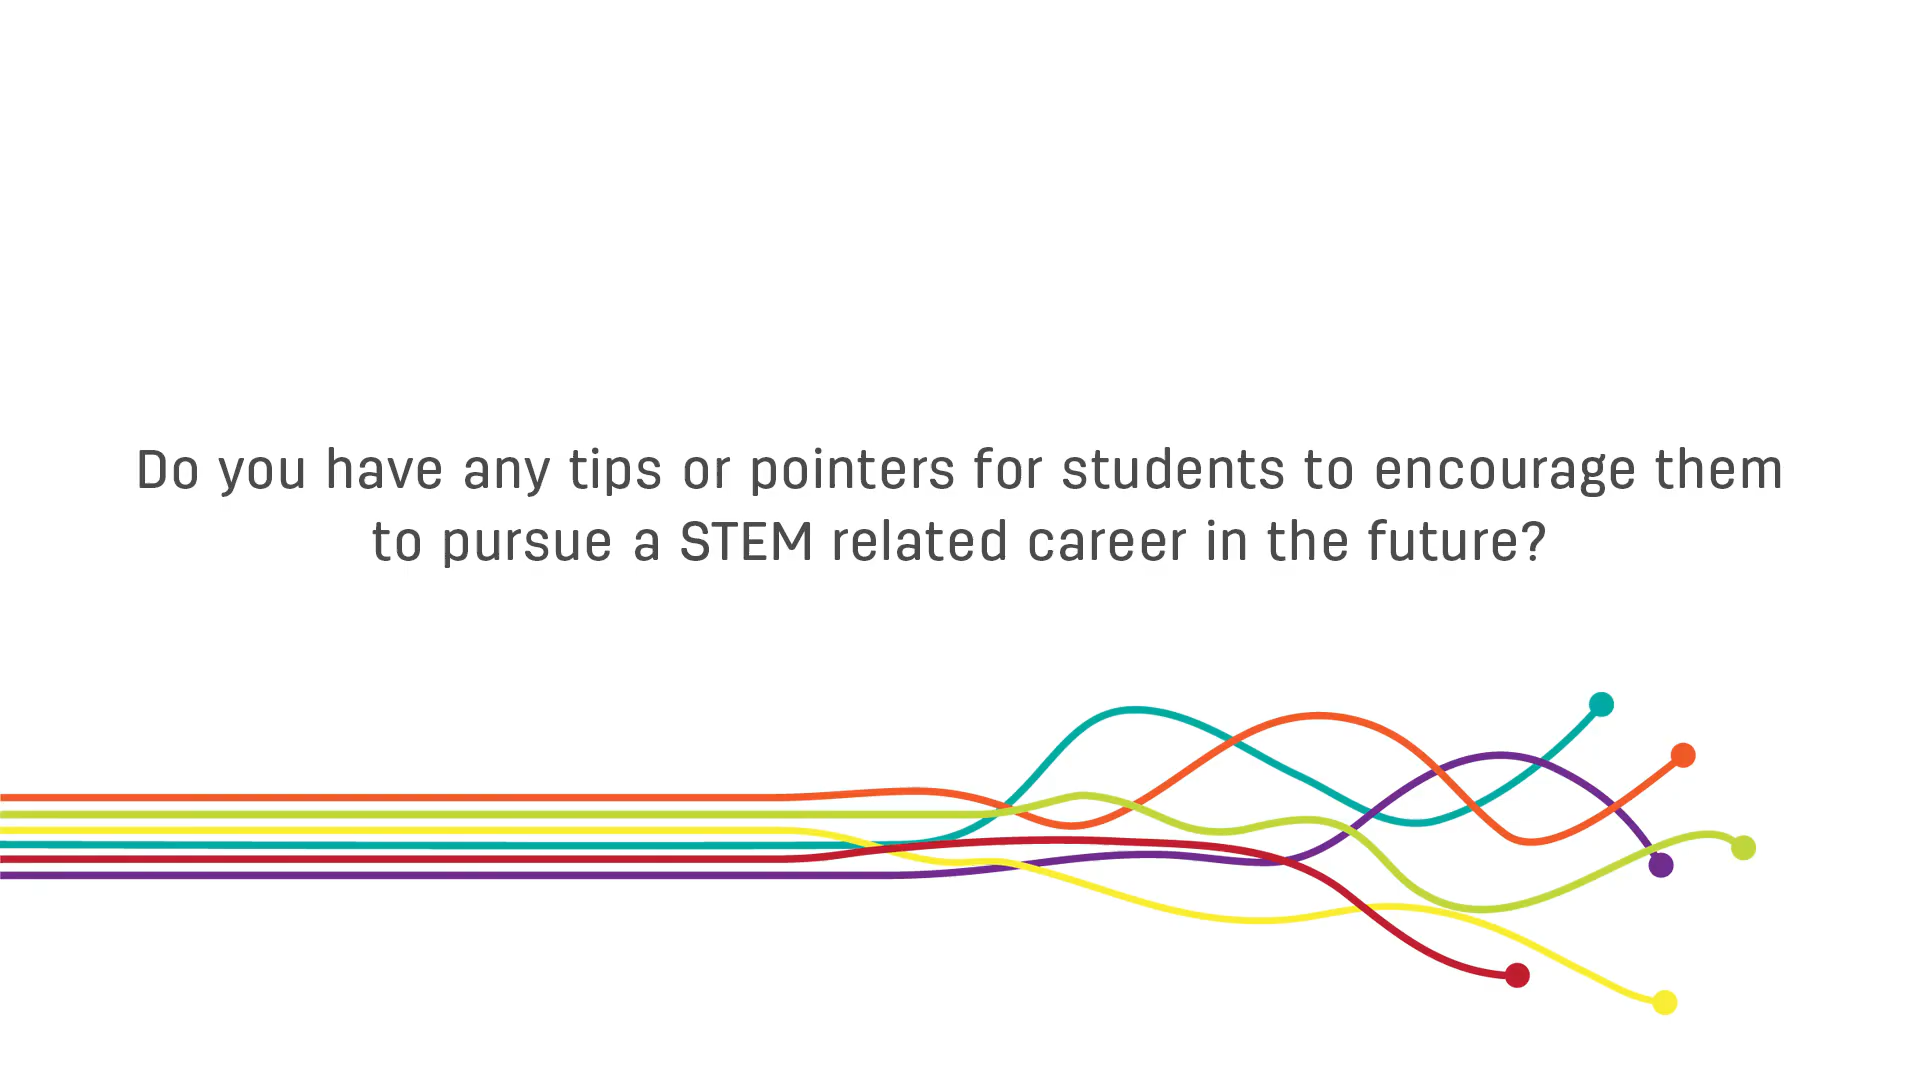 Do you have any tips or pointers for students to encourage them
to pursue a STEM related career in the future?